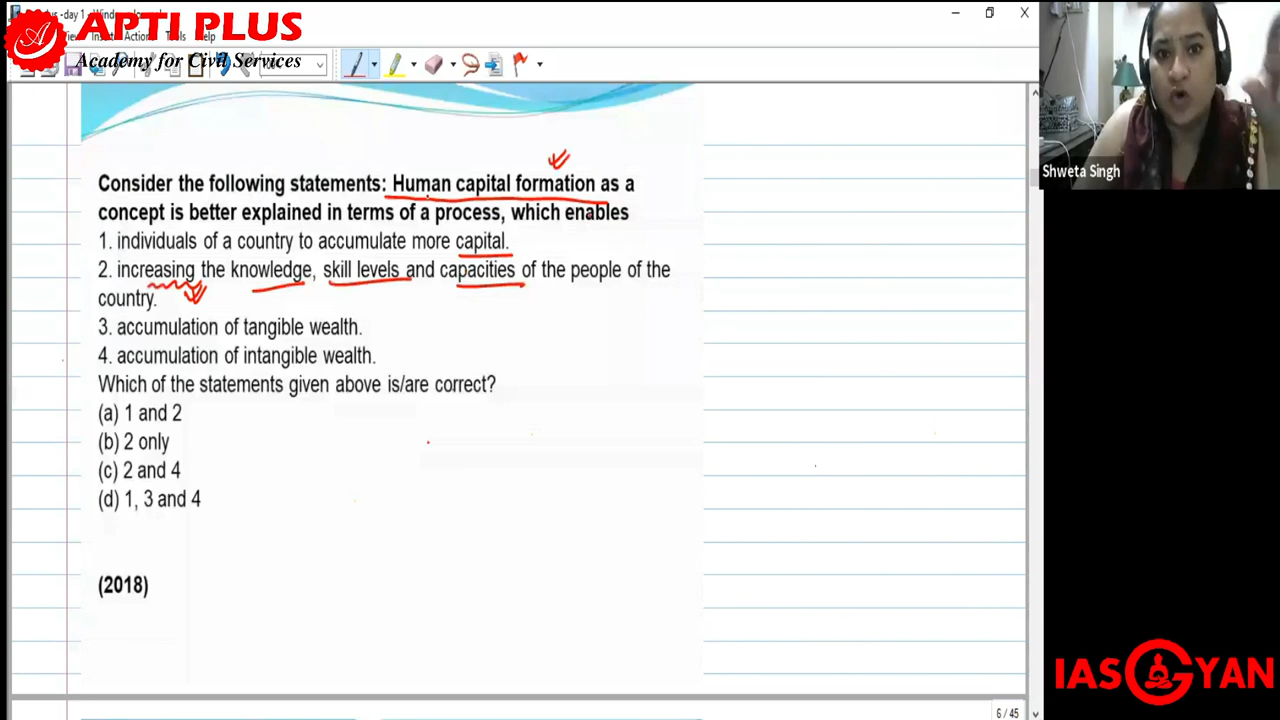 APTI PLUS
Academy for Civil Services
Shweta Singh
Consider the following statements: Human capital formation as a
concept is better explained in terms of a process, which enables
1. individuals of a country to accumulate more capital.
2. increasing the knowledge, skill levels and capacities of the people of the
country.
3. accumulation of tangible wealth.
4. accumulation of intangible wealth.
Which of the statements given above is/are correct?
(a) 1 and 2
(b) 2 only
(c) 2 and 4
(d) 1, 3 and 4
(2018)
IASGYAN
6 / 45